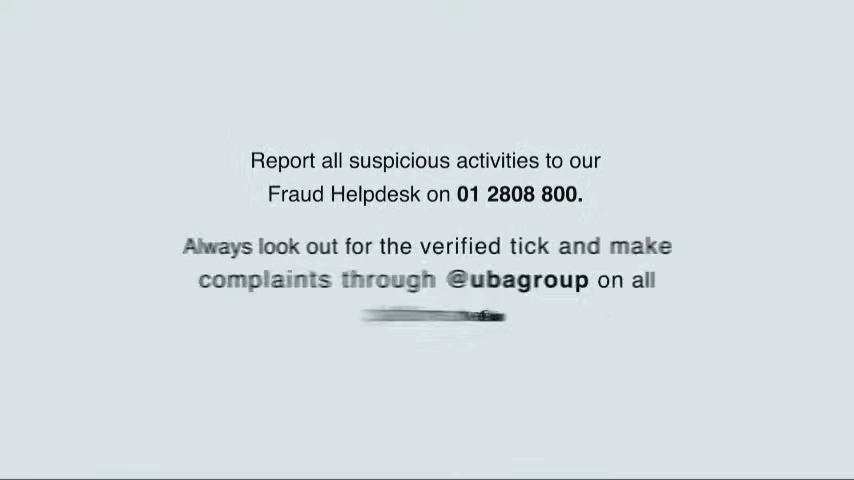 Report all suspicious activities to our
Fraud Helpdesk on 01 2808 800.
Always look out for the verified tick and make
complaints through @ubagroup on all